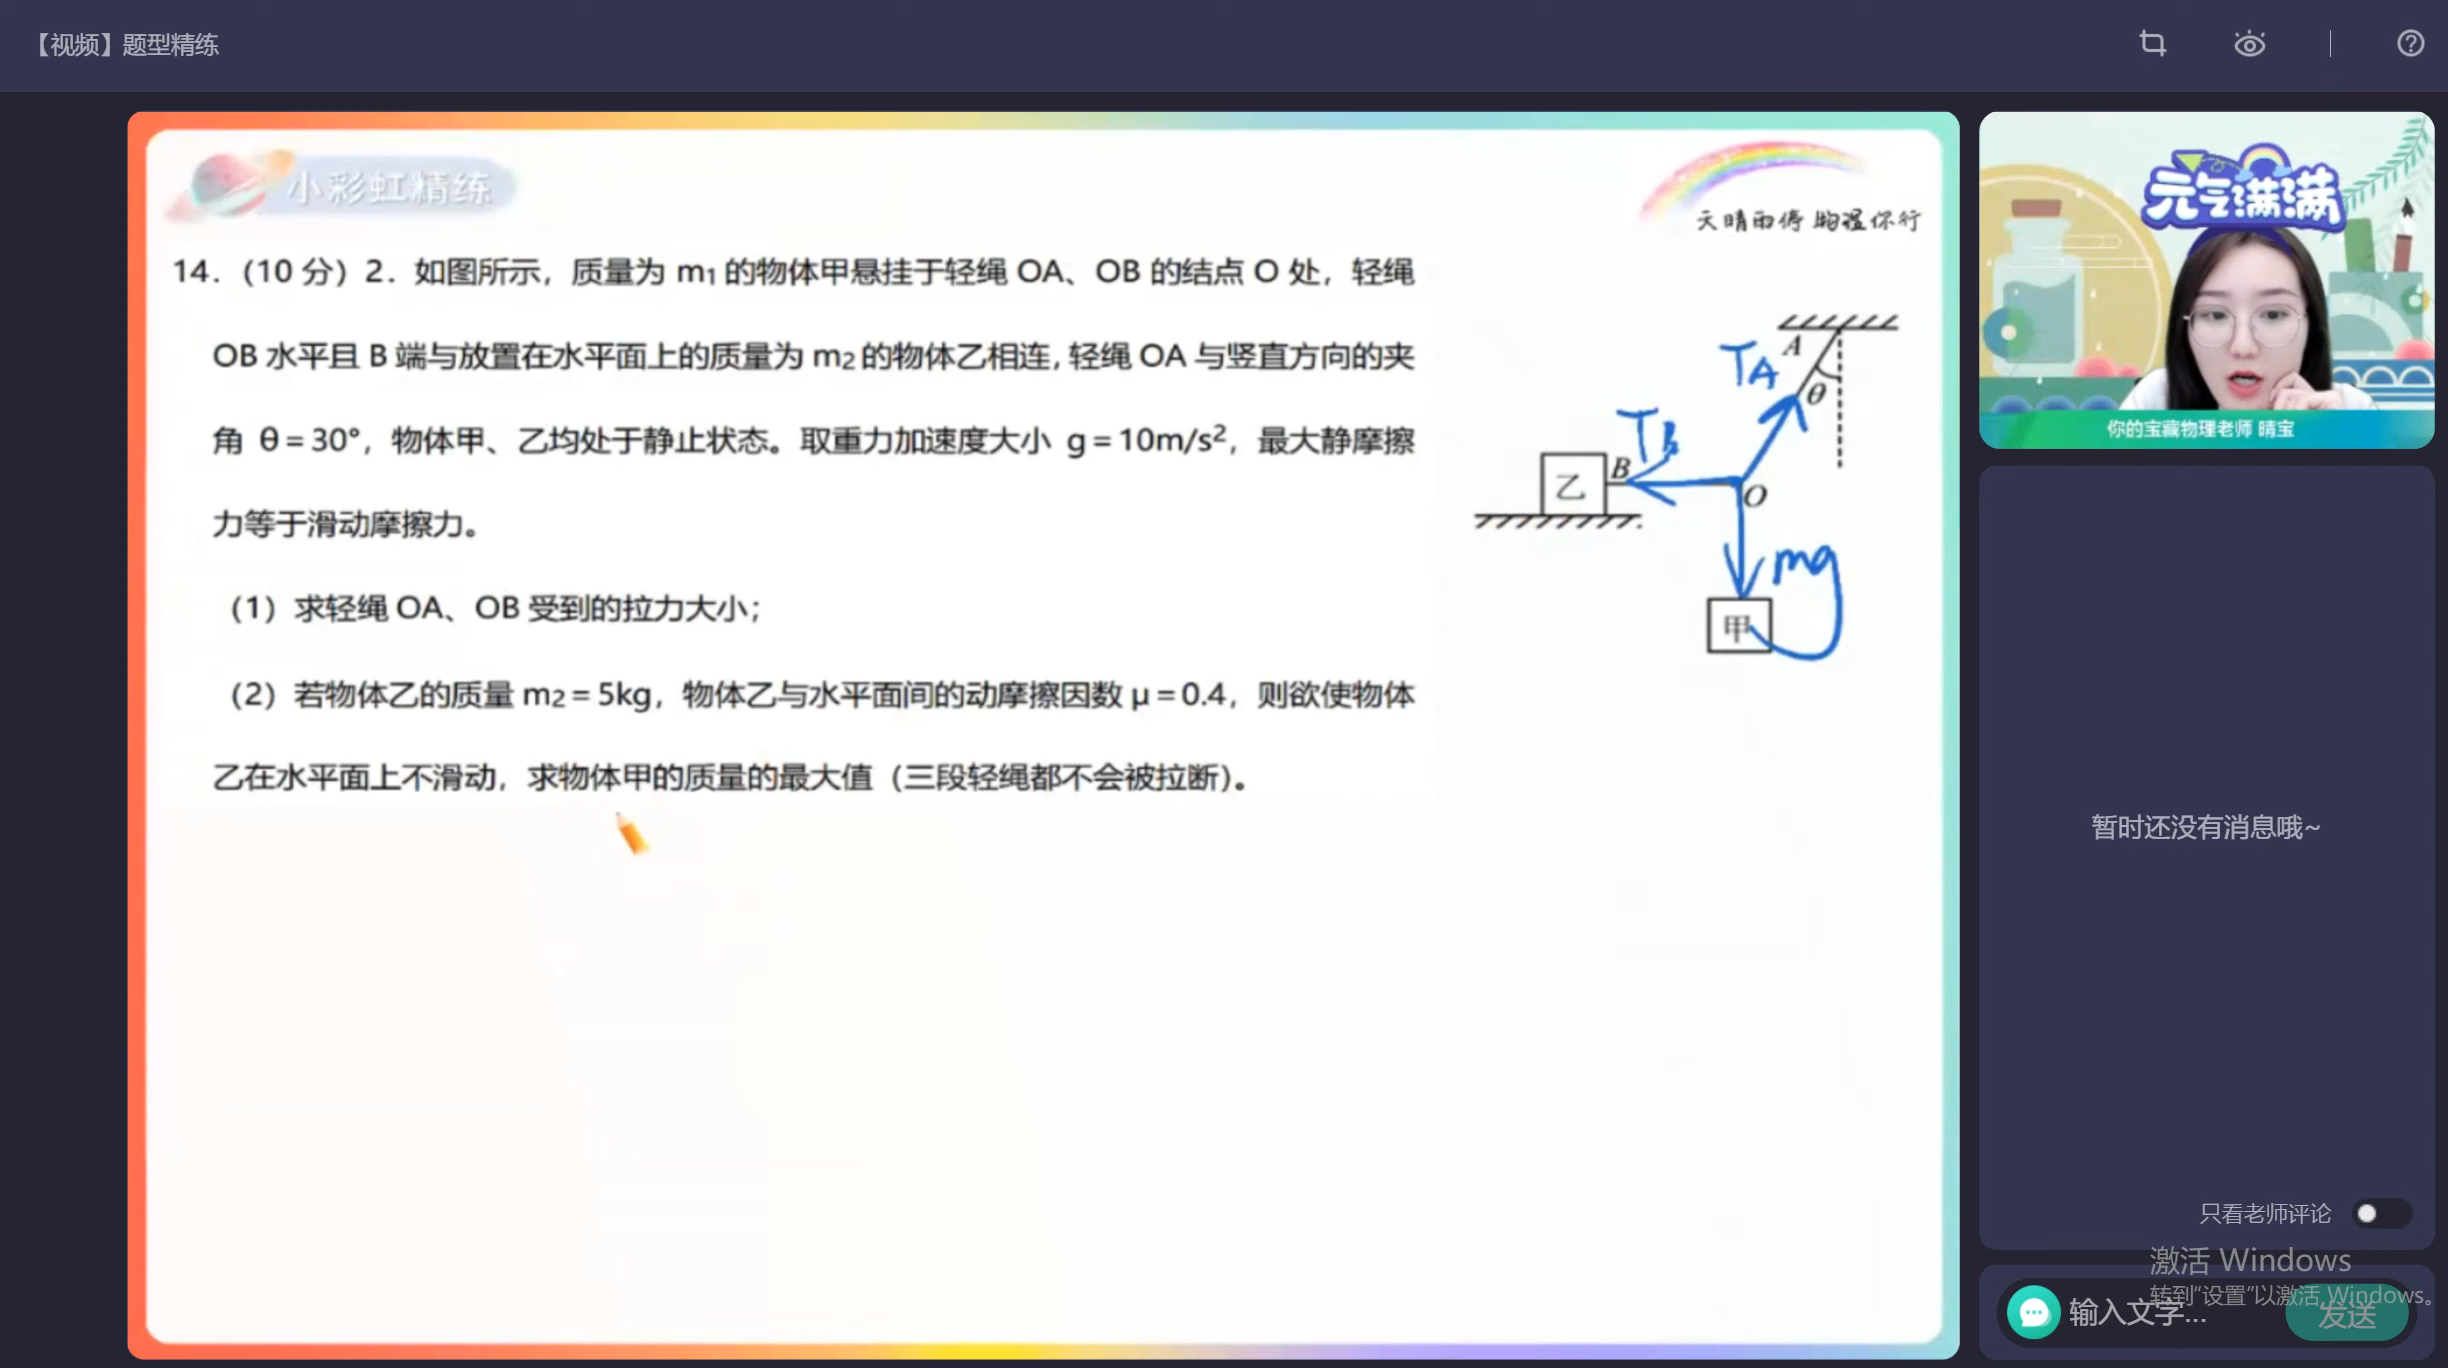 【视频】题型精练
小彩虹精练
天晴雨停 物理伴你行
14.（10 分）2. 如图所示，质量为 m₁ 的物体甲悬挂于轻绳 OA、OB 的结点 O 处，轻绳
OB 水平且 B 端与放置在水平面上的质量为 m₂ 的物体乙相连，轻绳 OA 与竖直方向的夹
角 θ＝30°，物体甲、乙均处于静止状态。取重力加速度大小 g＝10m/s²，最大静摩擦
力等于滑动摩擦力。
（1）求轻绳 OA、OB 受到的拉力大小；
（2）若物体乙的质量 m₂＝5kg，物体乙与水平面间的动摩擦因数 μ＝0.4，则欲使物体
乙在水平面上不滑动，求物体甲的质量的最大值（三段轻绳都不会被拉断）。
TA
A
θ
TB
B
乙
O
mg
甲
元气满满
你的宝藏物理老师 晴宝
暂时还没有消息哦~
只看老师评论
激活 Windows
转到"设置"以激活 Windows。
输入文字...
发送